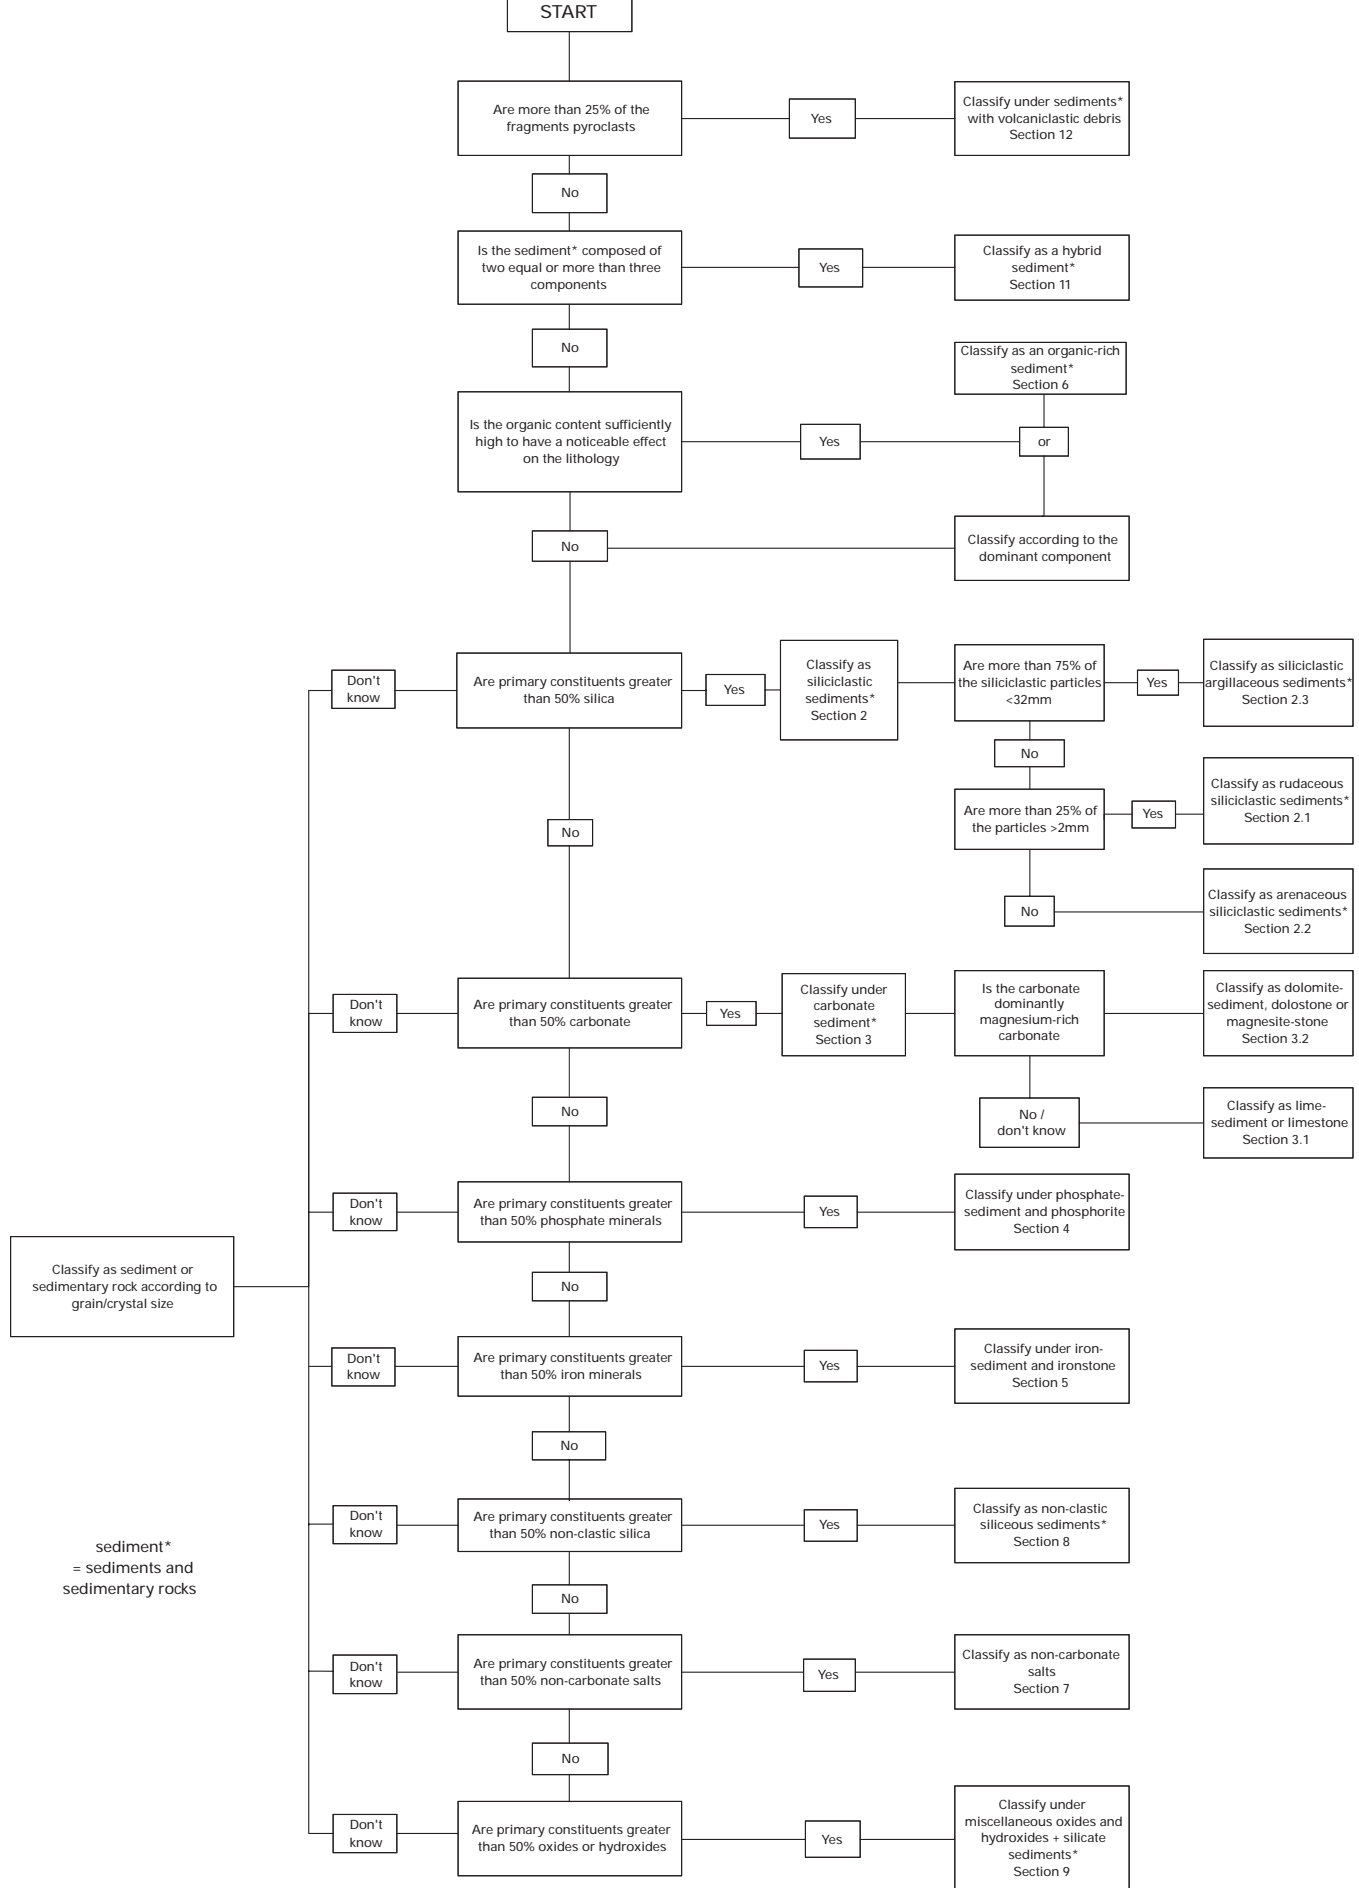 START
Are more than 25% of the
fragments pyroclasts
Yes
Classify under sediments*
with volcaniclastic debris
Section 12
No
Is the sediment* composed of
two equal or more than three
components
Yes
Classify as a hybrid
sediment*
Section 11
No
Classify as an organic-rich
sediment*
Section 6
Is the organic content sufficiently
high to have a noticeable effect
on the lithology
Yes
or
No
Classify according to the
dominant component
Don't
know
Are primary constituents greater
than 50% silica
Yes
Classify as
siliciclastic
sediments*
Section 2
Are more than 75% of
the siliciclastic particles
<32mm
Yes
Classify as siliciclastic
argillaceous sediments*
Section 2.3
No
Are more than 25% of
the particles >2mm
Yes
Classify as rudaceous
siliciclastic sediments*
Section 2.1
No
No
Classify as arenaceous
siliciclastic sediments*
Section 2.2
Don't
know
Are primary constituents greater
than 50% carbonate
Yes
Classify under
carbonate
sediment*
Section 3
Is the carbonate
dominantly
magnesium-rich
carbonate
Classify as dolomite-
sediment, dolostone or
magnesite-stone
Section 3.2
No
No /
don't know
Classify as lime-
sediment or limestone
Section 3.1
Don't
know
Are primary constituents greater
than 50% phosphate minerals
Yes
Classify under phosphate-
sediment and phosphorite
Section 4
Classify as sediment or
sedimentary rock according to
grain/crystal size
No
Don't
know
Are primary constituents greater
than 50% iron minerals
Yes
Classify under iron-
sediment and ironstone
Section 5
No
Don't
know
Are primary constituents greater
than 50% non-clastic silica
Yes
Classify as non-clastic
siliceous sediments*
Section 8
sediment*
= sediments and
sedimentary rocks
No
Don't
know
Are primary constituents greater
than 50% non-carbonate salts
Yes
Classify as non-carbonate
salts
Section 7
No
Don't
know
Are primary constituents greater
than 50% oxides or hydroxides
Yes
Classify under
miscellaneous oxides and
hydroxides + silicate
sediments*
Section 9